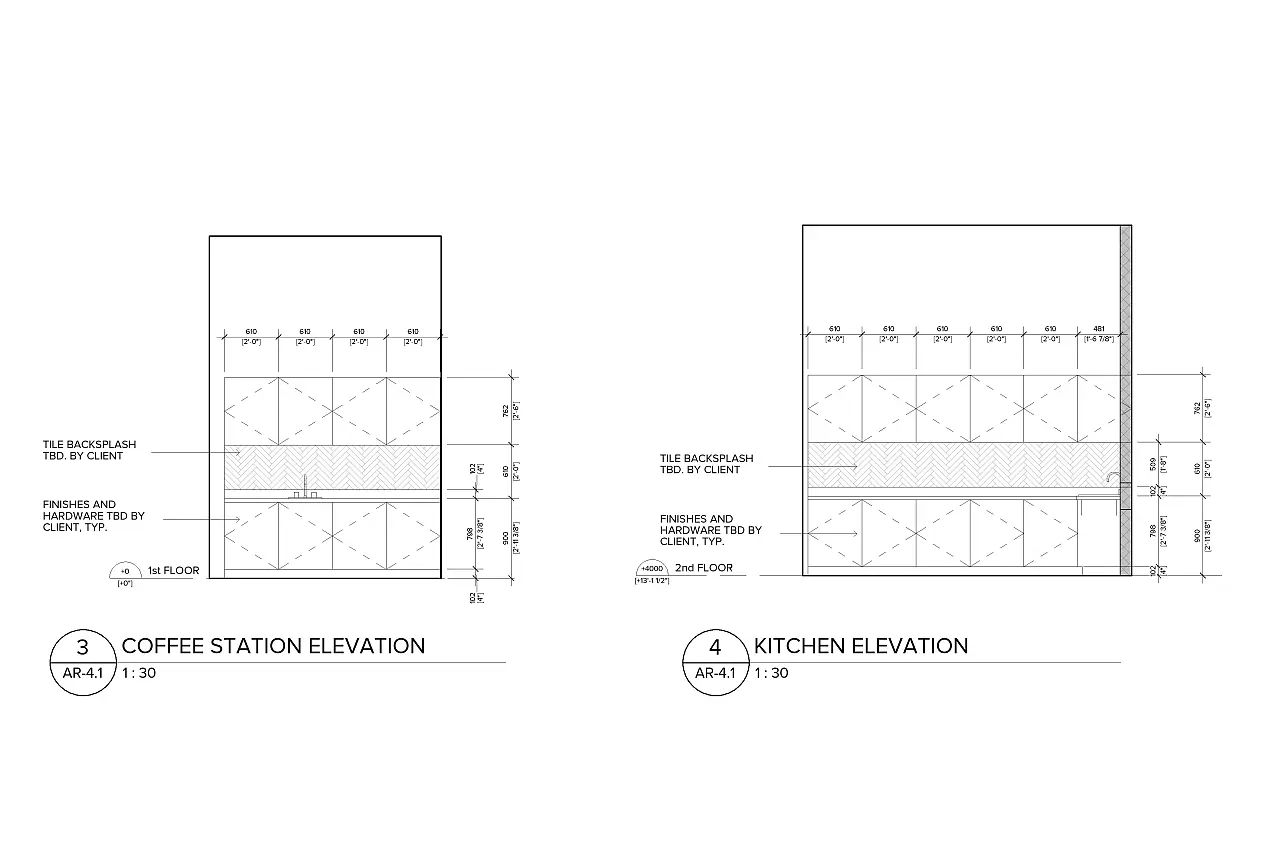 610 610 610 610
[2'-0"] [2'-0"] [2'-0"] [2'-0"]
762
[2'-6"]
TILE BACKSPLASH
TBD. BY CLIENT
102
[4"]
610
[2'-0"]
FINISHES AND
HARDWARE TBD BY
CLIENT, TYP.
798
[2'-7 3/8"]
900
[2'-11 3/8"]
+0
[+0"]
1st FLOOR
102
[4"]
3
AR-4.1
COFFEE STATION ELEVATION
1 : 30
610 610 610 610 610 481
[2'-0"] [2'-0"] [2'-0"] [2'-0"] [2'-0"] [1'-6 7/8"]
762
[2'-6"]
TILE BACKSPLASH
TBD. BY CLIENT
509
[1'-8"]
610
[2'-0"]
102
[4"]
FINISHES AND
HARDWARE TBD BY
CLIENT, TYP.
798
[2'-7 3/8"]
900
[2'-11 3/8"]
+4000
[+13'-1 1/2"]
2nd FLOOR
102
[4"]
4
AR-4.1
KITCHEN ELEVATION
1 : 30